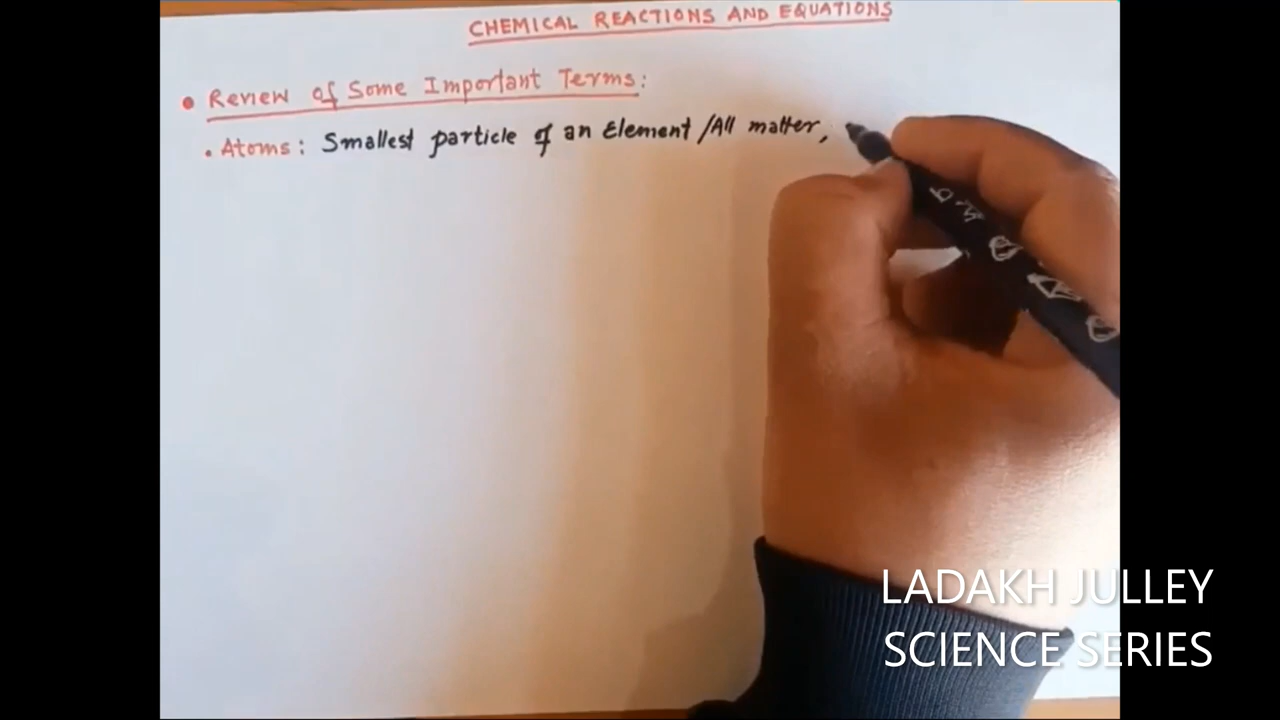 CHEMICAL REACTIONS AND EQUATIONS
• Review of Some Important Terms:
• Atoms: Smallest particle of an Element/All matter,
LADAKH JULLEY
SCIENCE SERIES